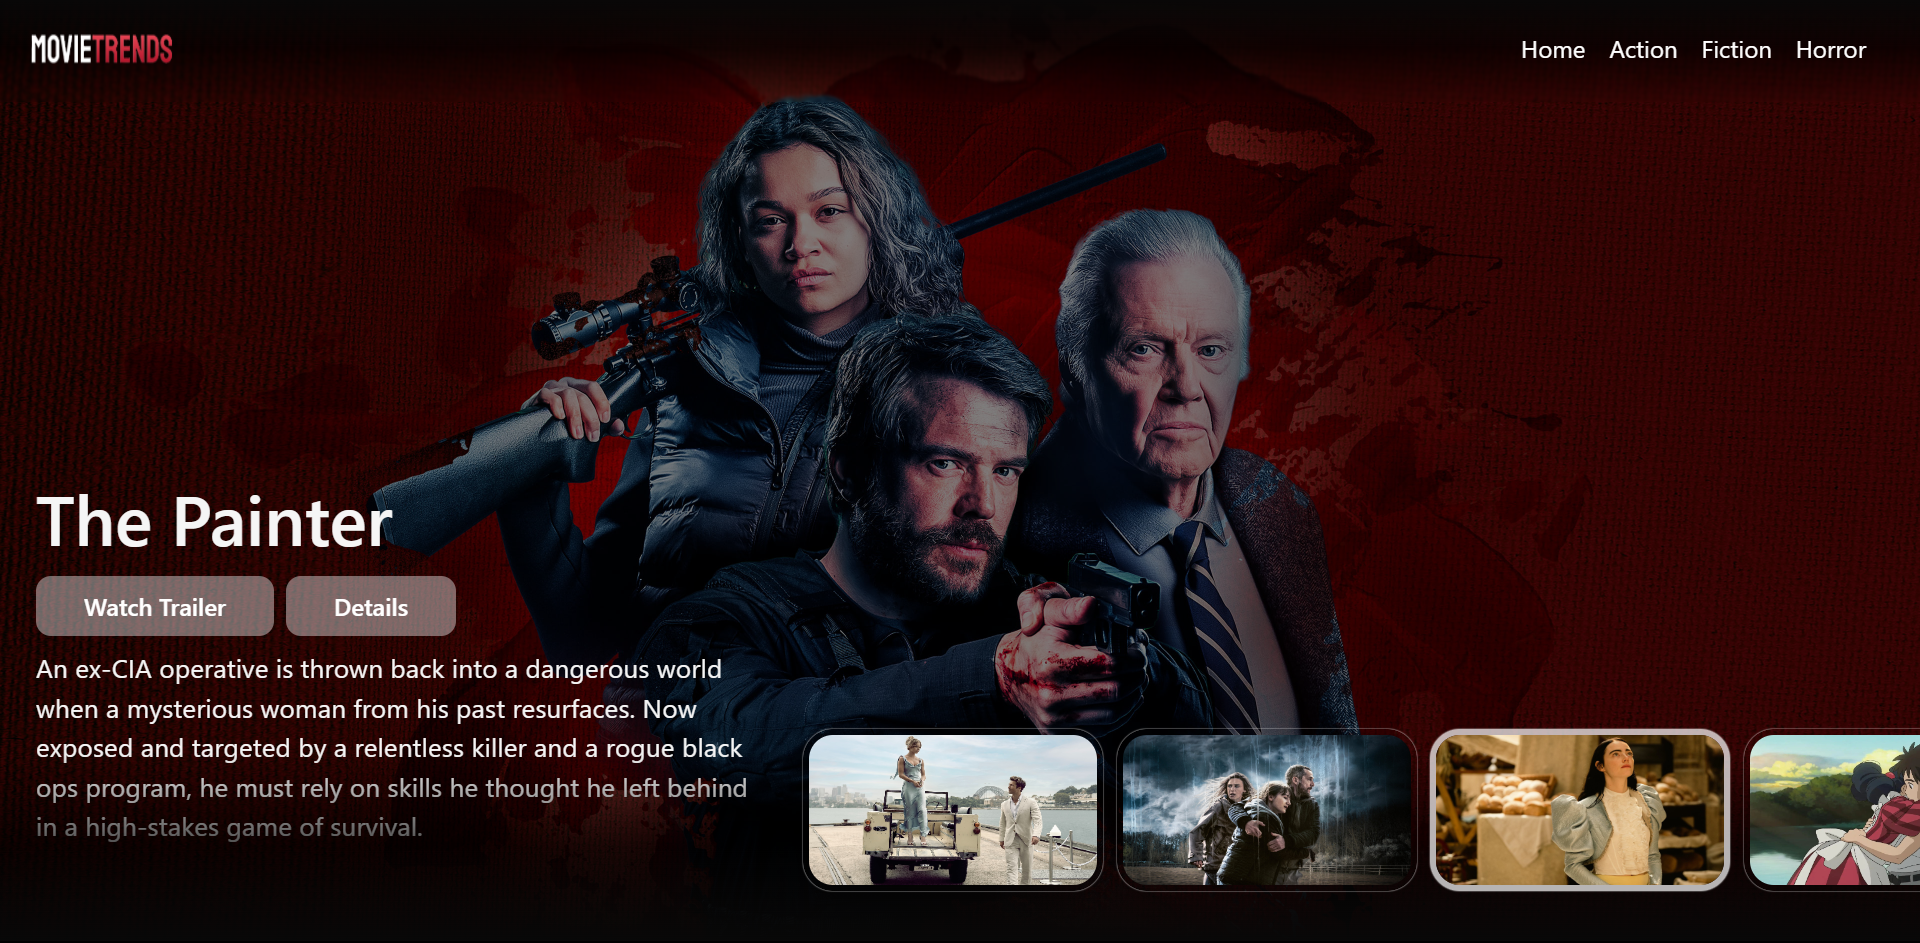 MOVIETRENDS
Home Action Fiction Horror
The Painter
Watch Trailer Details
An ex-CIA operative is thrown back into a dangerous world
when a mysterious woman from his past resurfaces. Now
exposed and targeted by a relentless killer and a rogue black
ops program, he must rely on skills he thought he left behind
in a high-stakes game of survival.